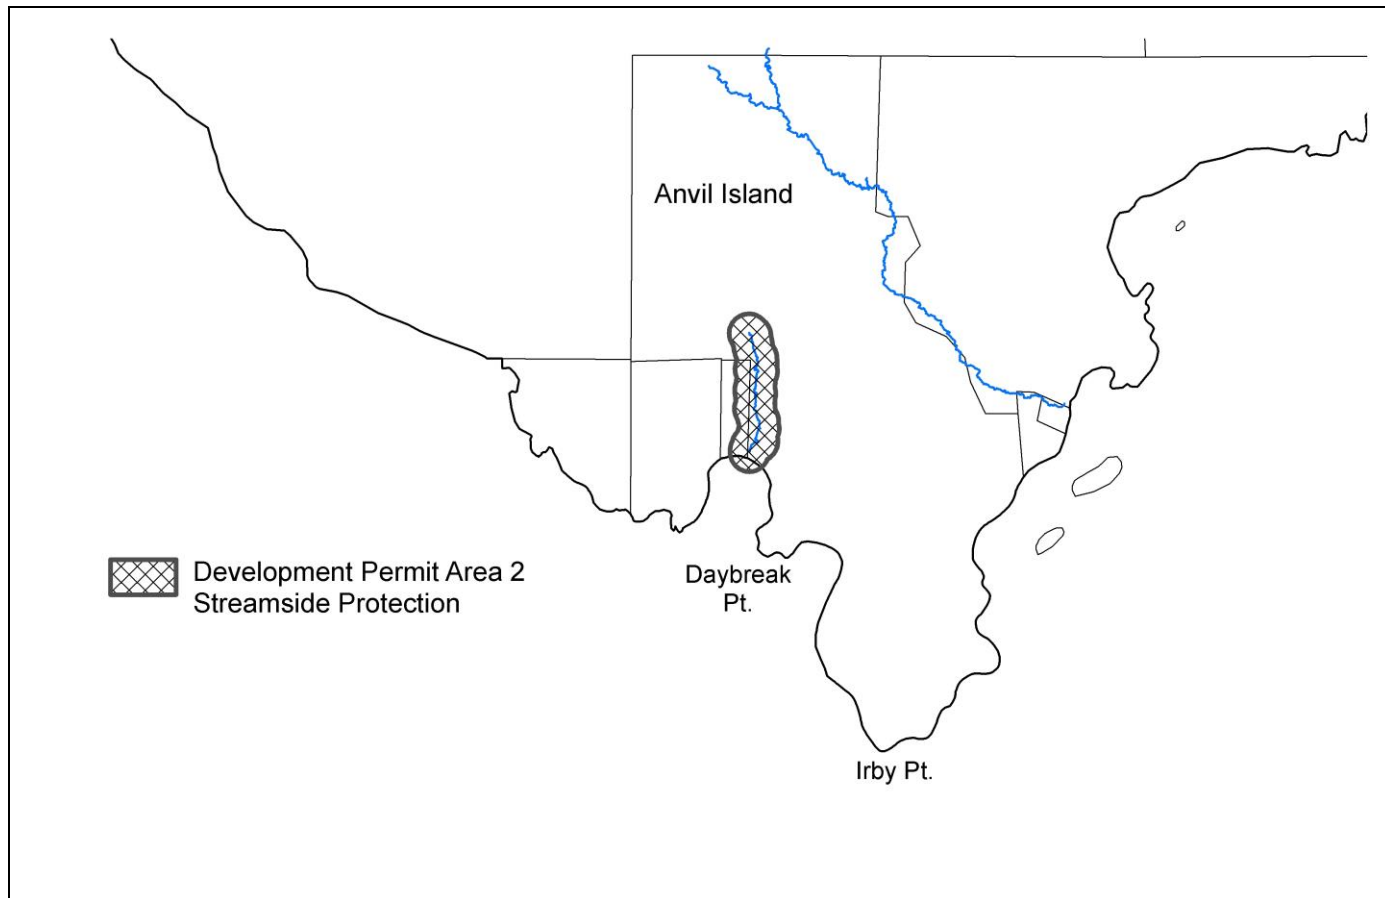 Anvil Island
Development Permit Area 2
Streamside Protection
Daybreak
Pt.
Irby Pt.